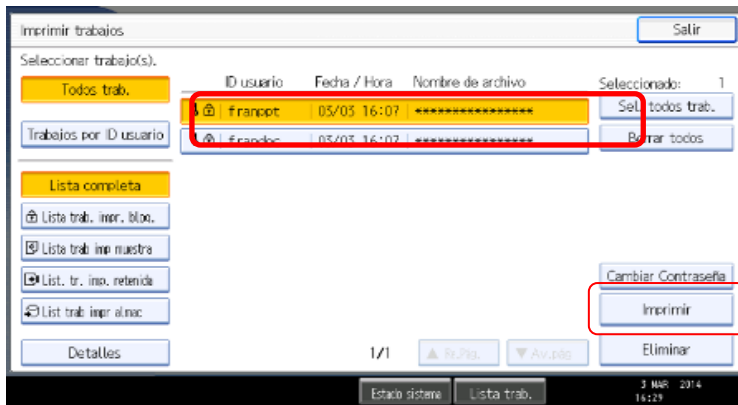 Imprimir trabajos
Salir
Seleccionar trabajo(s).
Todos trab.
Trabajos por ID usuario
Lista completa
Lista trab. impr. bloq.
Lista trab imp muestra
List. tr. imp. retenida
List trab impr almac
Detalles
ID usuario Fecha / Hora Nombre de archivo
franppt 03/03 16:07 ****************
frandoc 03/03 16:07 ****************
Seleccionado: 1
Sel. todos trab.
Borrar todos
Cambiar Contraseña
Imprimir
Eliminar
1/1 ▲ Re.Pág. ▼ Av.pág
Estado sistema Lista trab.
3 MAR 2014
16:29